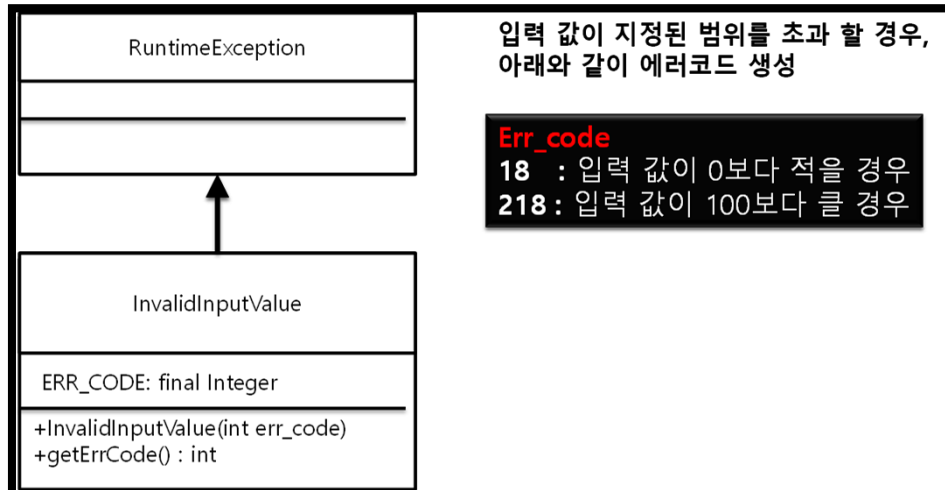 RuntimeException
입력 값이 지정된 범위를 초과 할 경우,
아래와 같이 에러코드 생성
Err_code
18 : 입력 값이 0보다 적을 경우
218 : 입력 값이 100보다 클 경우
InvalidInputValue
ERR_CODE: final Integer
+InvalidInputValue(int err_code)
+getErrCode() : int